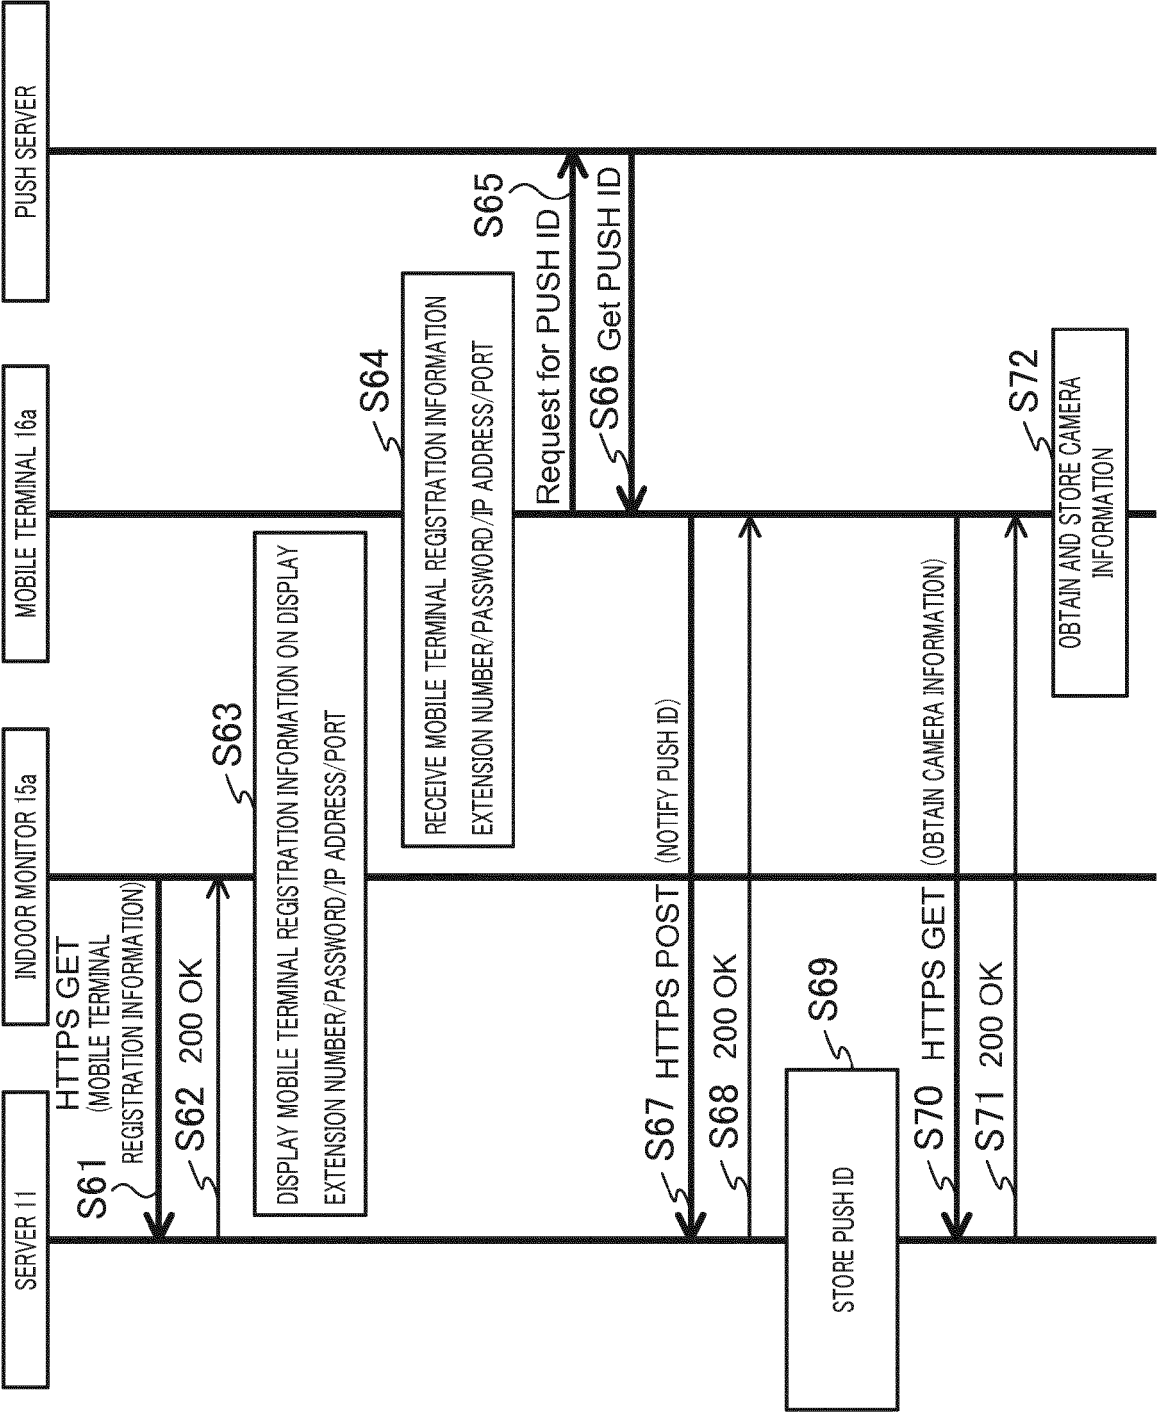 SERVER 11
INDOOR MONITOR 15a
MOBILE TERMINAL 16a
PUSH SERVER
HTTPS GET
(MOBILE TERMINAL
REGISTRATION INFORMATION)
S61
S62
200 OK
S63
DISPLAY MOBILE TERMINAL REGISTRATION INFORMATION ON DISPLAY
EXTENSION NUMBER/PASSWORD/IP ADDRESS/PORT
S64
RECEIVE MOBILE TERMINAL REGISTRATION INFORMATION
EXTENSION NUMBER/PASSWORD/IP ADDRESS/PORT
S65
Request for PUSH ID
S66 Get PUSH ID
S67 HTTPS POST (NOTIFY PUSH ID)
S68 200 OK
S69
STORE PUSH ID
S70 HTTPS GET (OBTAIN CAMERA INFORMATION)
S71 200 OK
S72
OBTAIN AND STORE CAMERA
INFORMATION